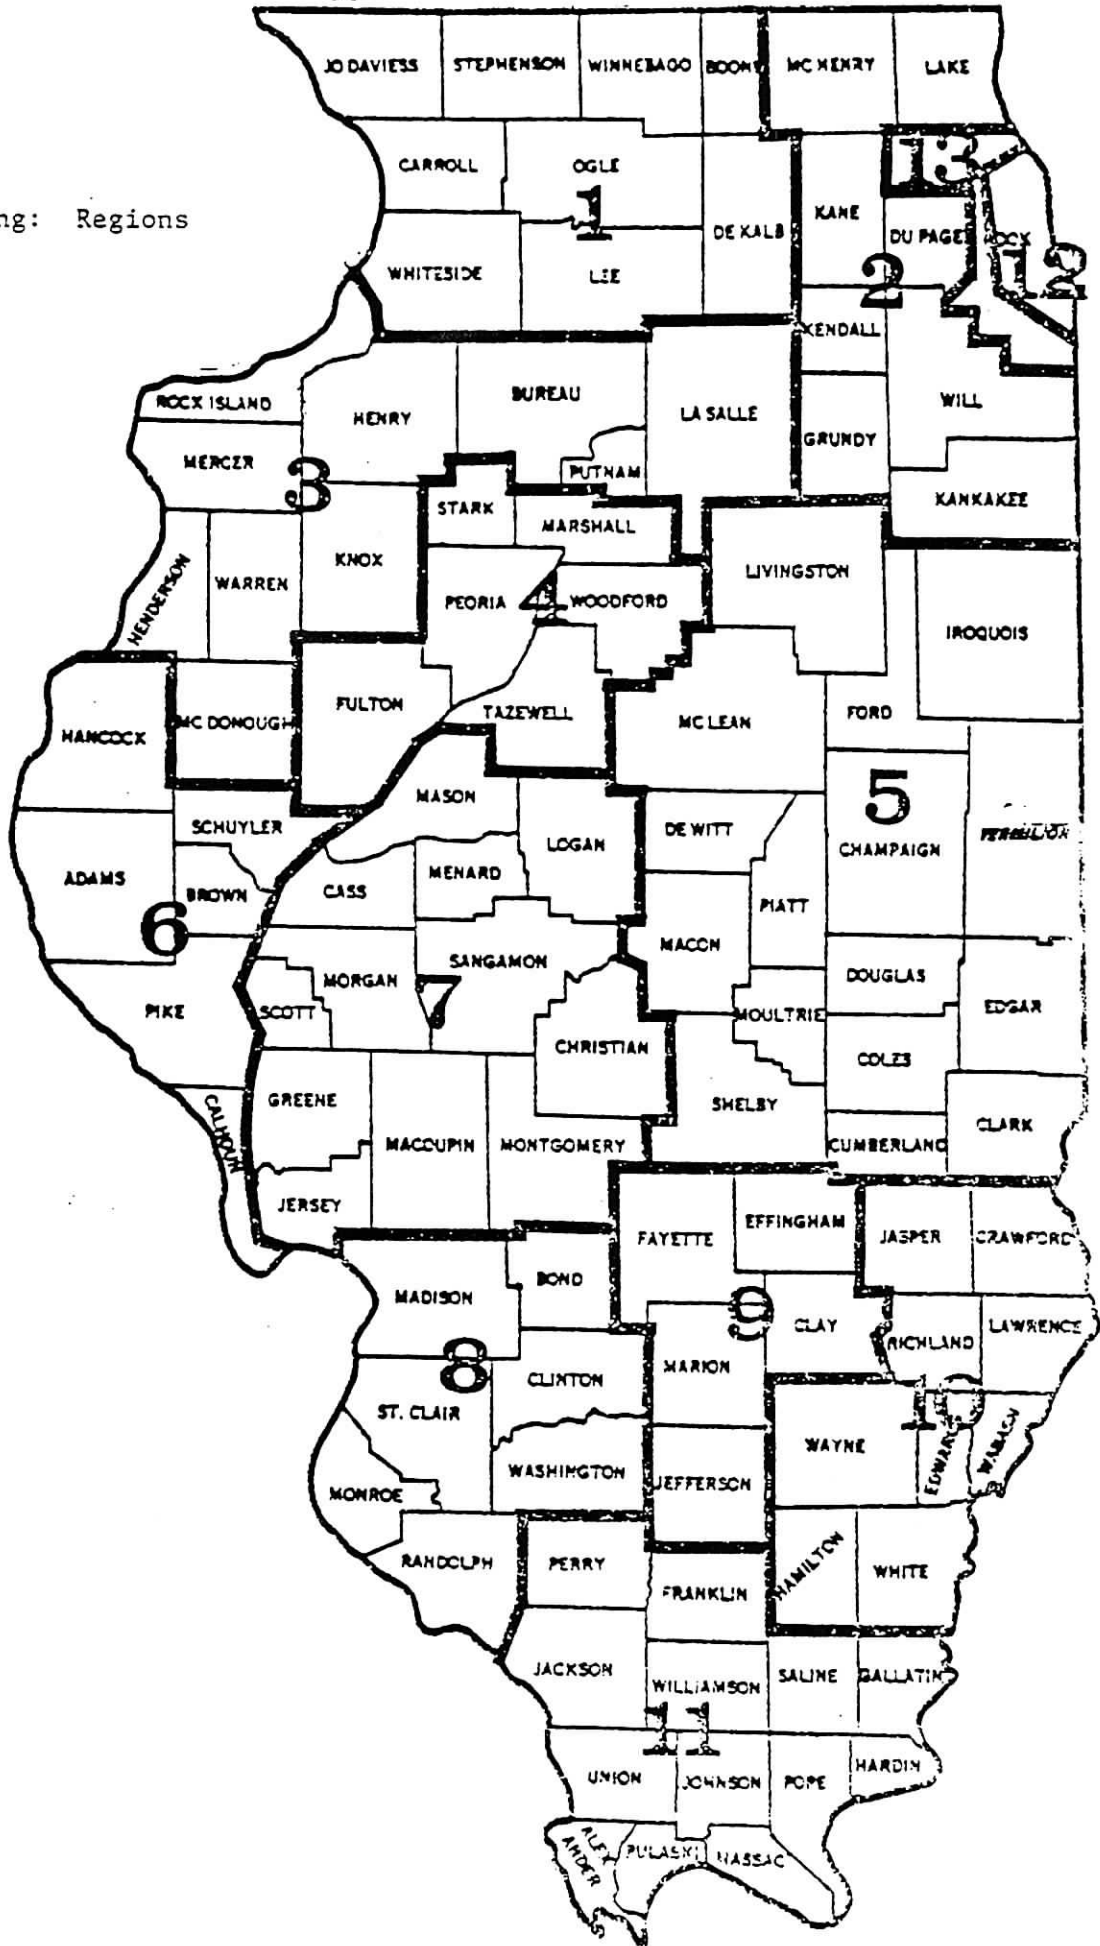 JO DAVIESS STEPHENSON WINNEBAGO BOONE MC HENRY LAKE
CARROLL OGLE 13
ng: Regions
1
KANE
DE KALB DU PAGE COOK
WHITESIDE LEE 2 12
KENDALL
ROCK ISLAND HENRY BUREAU LA SALLE WILL
GRUNDY
MERCER 3 PUTNAM
STARK MARSHALL KANKAKEE
HENDERSON WARREN KNOX LIVINGSTON
PEORIA 4 WOODFORD IROQUOIS
HANCOCK MC DONOUGH FULTON TAZEWELL MC LEAN FORD
MASON 5
SCHUYLER DE WITT VERMILION
LOGAN CHAMPAIGN
ADAMS BROWN CASS MENARD
6 PIATT
MACON
SANGAMON
MORGAN DOUGLAS
PIKE SCOTT 7 MOULTRIE EDGAR
CHRISTIAN COLES
CALHOUN GREENE SHELBY
MACOUPIN MONTGOMERY CUMBERLAND CLARK
JERSEY
FAYETTE EFFINGHAM JASPER CRAWFORD
MADISON BOND
9 CLAY RICHLAND LAWRENCE
8 CLINTON MARION
ST. CLAIR 10
WAYNE EDWARDS WABASH
MONROE WASHINGTON JEFFERSON
RANDOLPH PERRY FRANKLIN HAMILTON WHITE
JACKSON WILLIAMSON SALINE GALLATIN
11
UNION JOHNSON POPE HARDIN
ALEXANDER PULASKI MASSAC